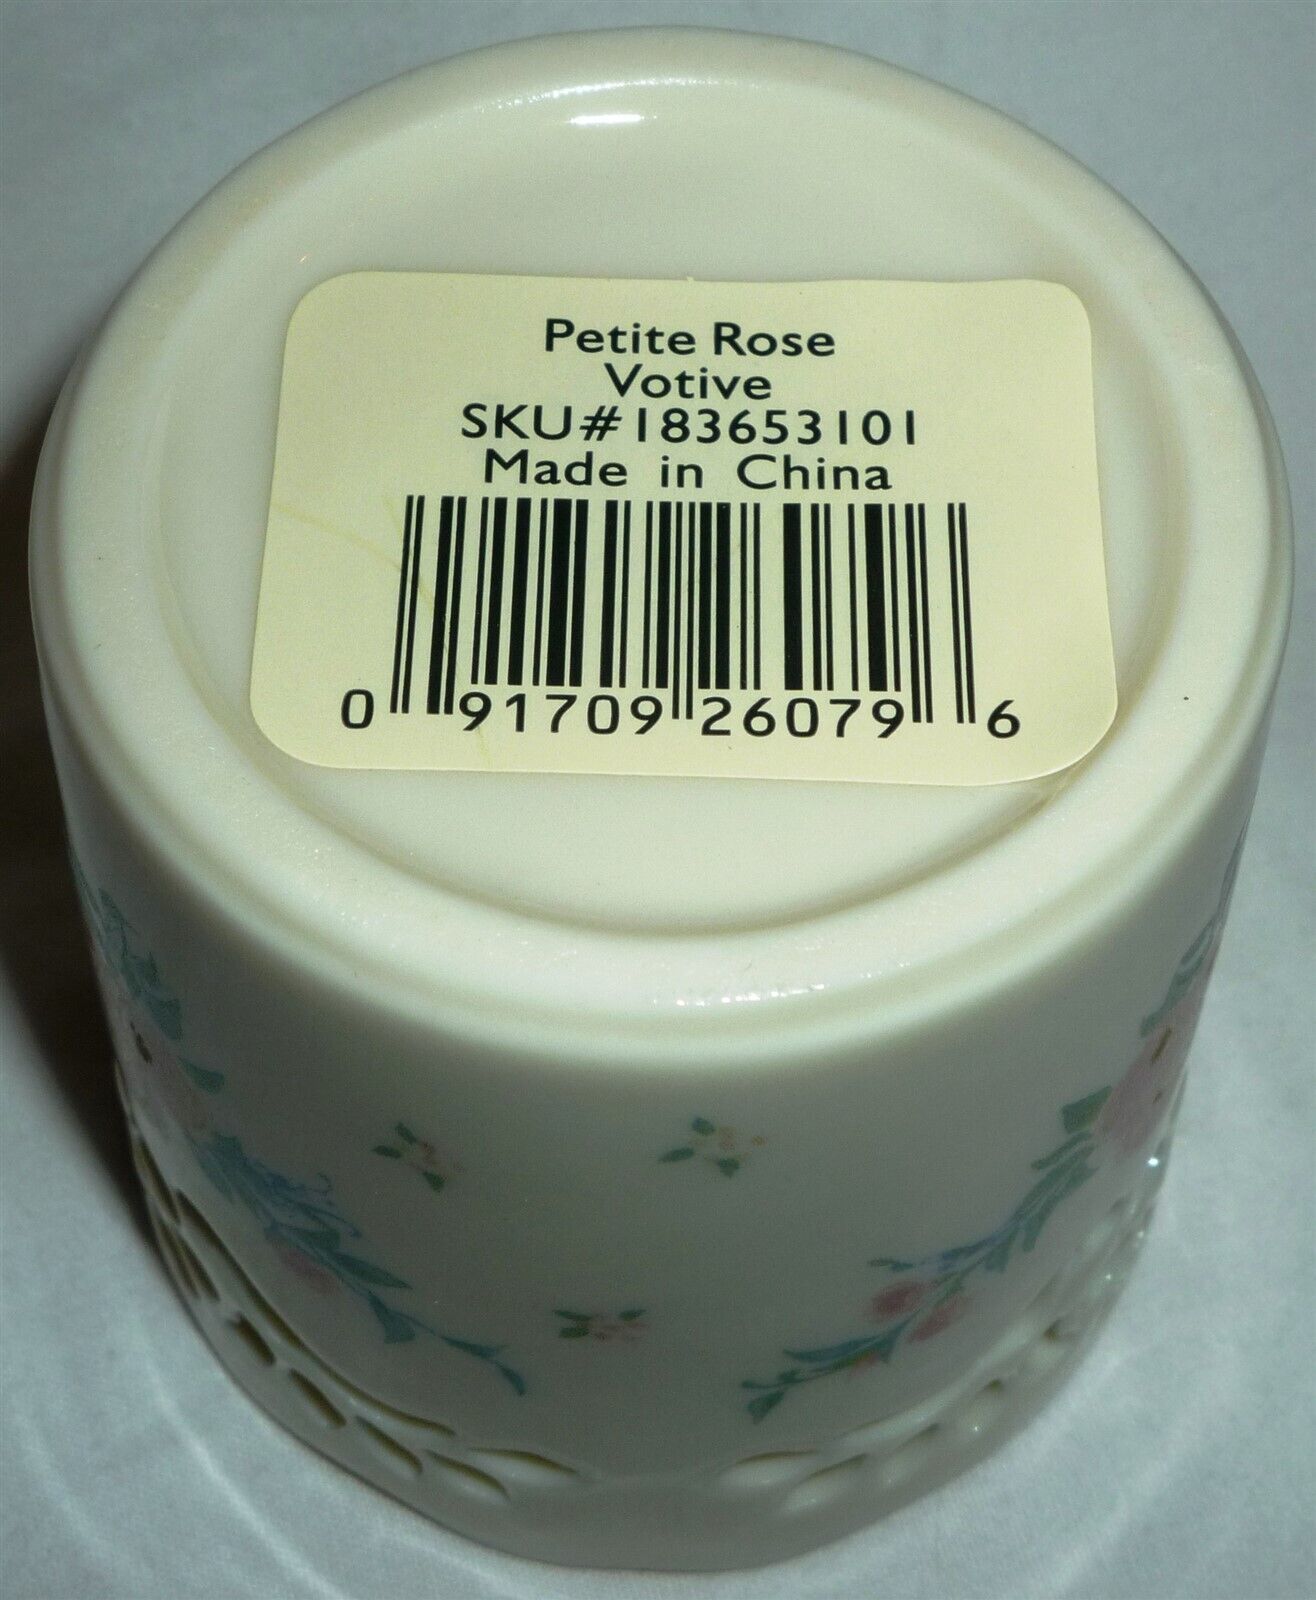 Petite Rose
Votive
SKU#183653101
Made in China
0 91709 26079 6